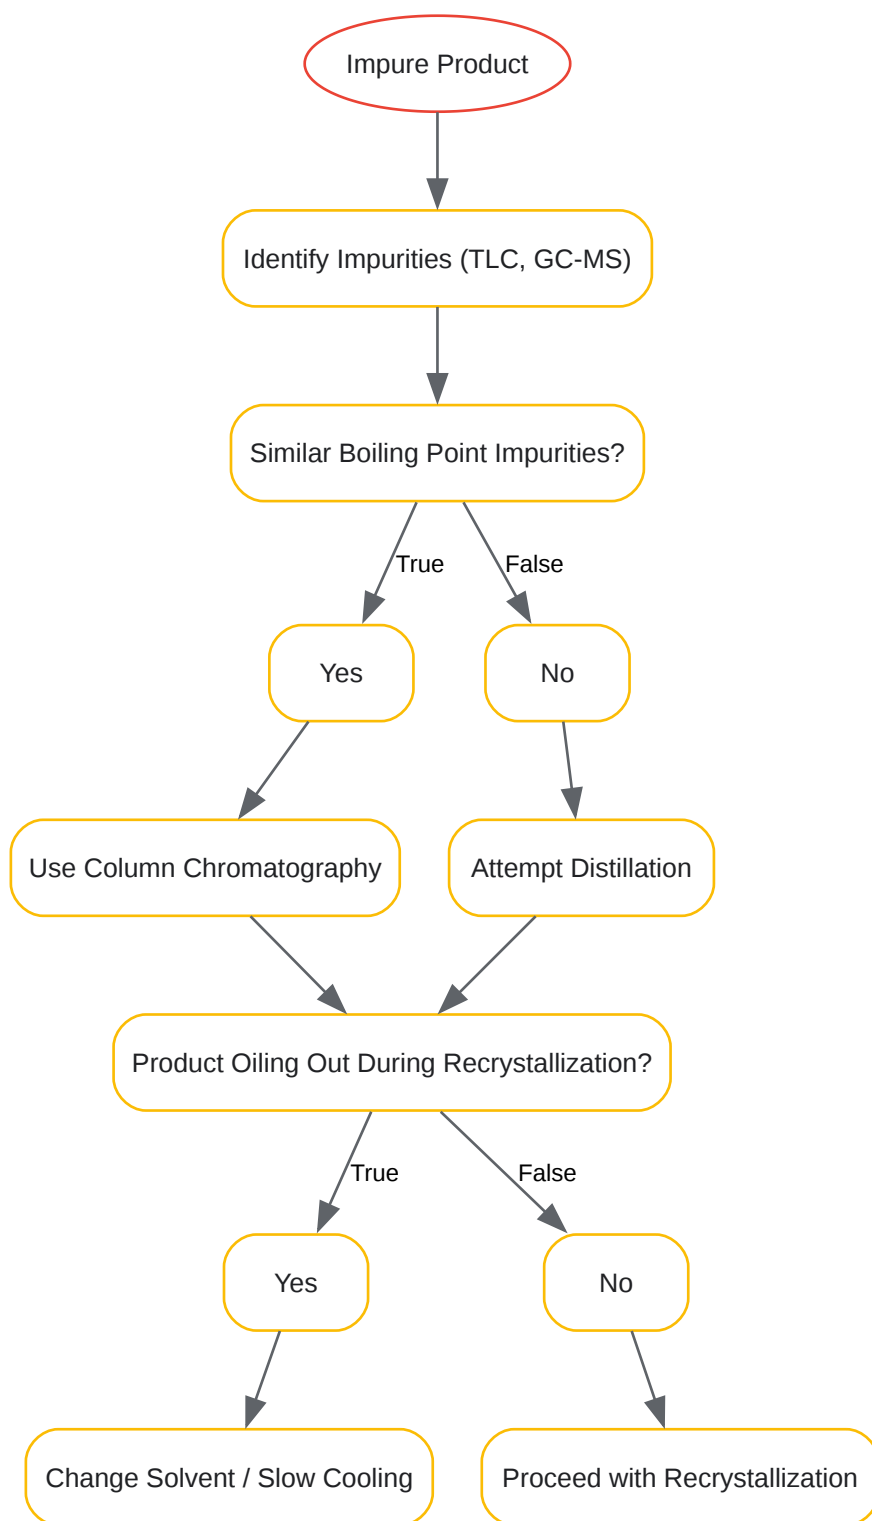 Impure Product
Identify Impurities (TLC, GC-MS)
Similar Boiling Point Impurities?
True
False
Yes
No
Use Column Chromatography
Attempt Distillation
Product Oiling Out During Recrystallization?
True
False
Yes
No
Change Solvent / Slow Cooling
Proceed with Recrystallization